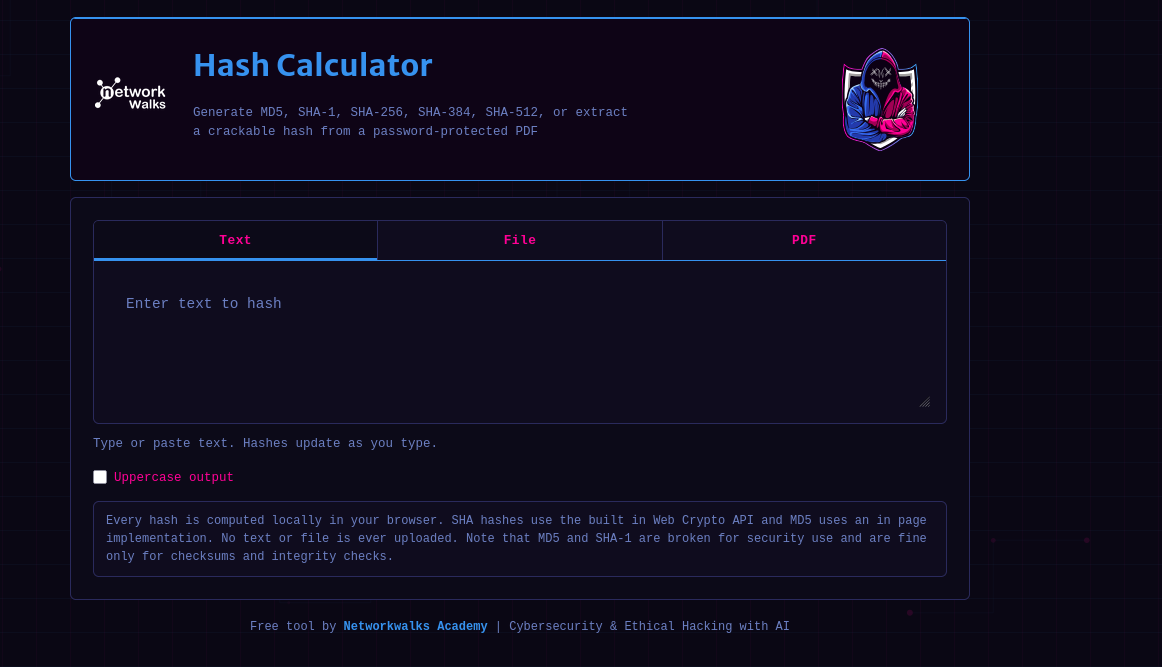 network
Walks
Hash Calculator
Generate MD5, SHA-1, SHA-256, SHA-384, SHA-512, or extract
a crackable hash from a password-protected PDF
Text
File
PDF
Enter text to hash
Type or paste text. Hashes update as you type.
Uppercase output
Every hash is computed locally in your browser. SHA hashes use the built in Web Crypto API and MD5 uses an in page
implementation. No text or file is ever uploaded. Note that MD5 and SHA-1 are broken for security use and are fine
only for checksums and integrity checks.
Free tool by Networkwalks Academy | Cybersecurity & Ethical Hacking with AI